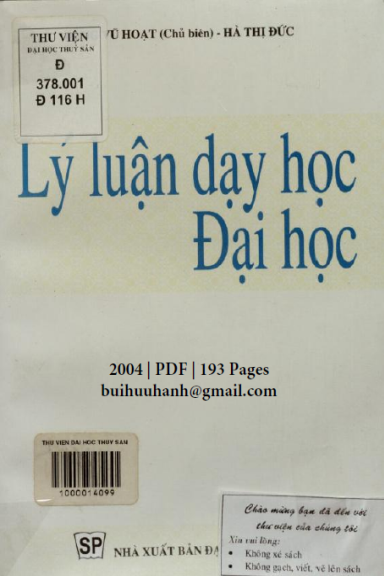 THƯ VIỆN
ĐẠI HỌC THUỶ SẢN
Đ
378.001
Đ 116 H
VŨ HOẠT (Chủ biên) - HÀ THỊ ĐỨC
Lý luận dạy học
Đại học
2004 | PDF | 193 Pages
buihuuhanh@gmail.com
THƯ VIỆN ĐẠI HỌC THUỶ SẢN
1000014099
Chào mừng bạn đã đến với
thư viện của chúng tôi
Xin vui lòng:
• Không xé sách
• Không gạch, viết, vẽ lên sách
SP
NHÀ XUẤT BẢN ĐẠ